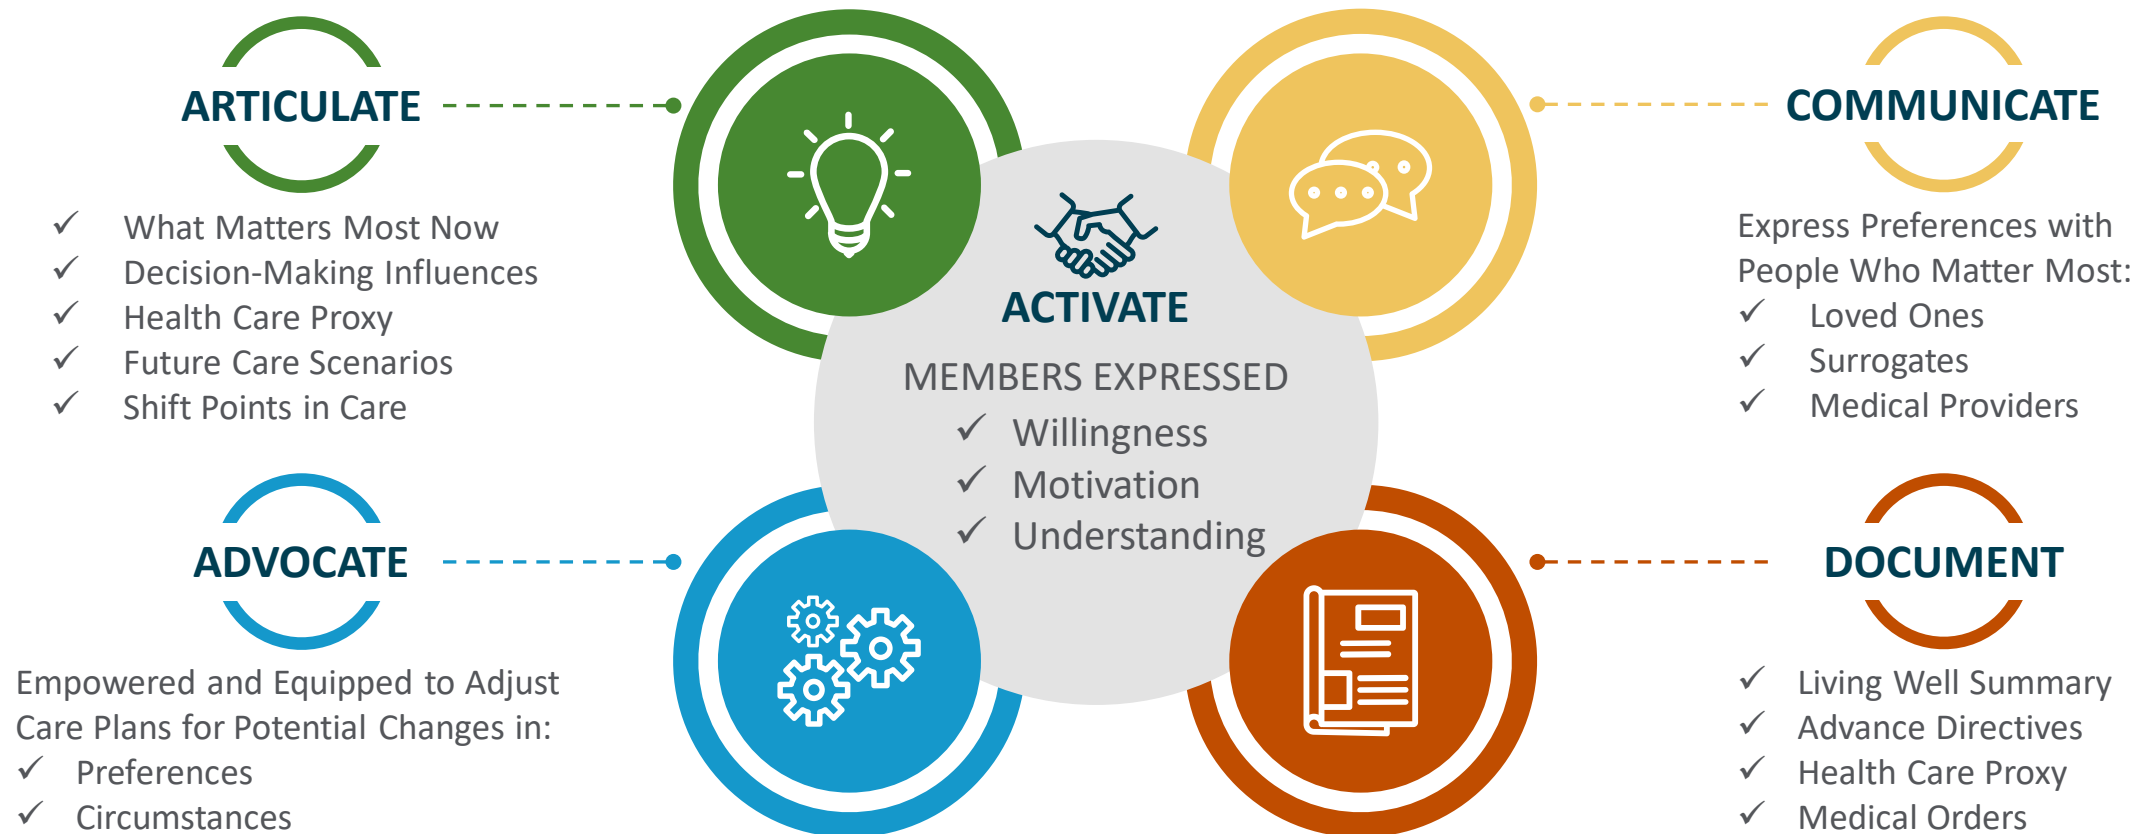 ARTICULATE
✓ What Matters Most Now
✓ Decision-Making Influences
✓ Health Care Proxy
✓ Future Care Scenarios
✓ Shift Points in Care
COMMUNICATE
Express Preferences with
People Who Matter Most:
✓ Loved Ones
✓ Surrogates
✓ Medical Providers
ACTIVATE
MEMBERS EXPRESSED
✓ Willingness
✓ Motivation
✓ Understanding
ADVOCATE
Empowered and Equipped to Adjust
Care Plans for Potential Changes in:
✓ Preferences
✓ Circumstances
DOCUMENT
✓ Living Well Summary
✓ Advance Directives
✓ Health Care Proxy
✓ Medical Orders